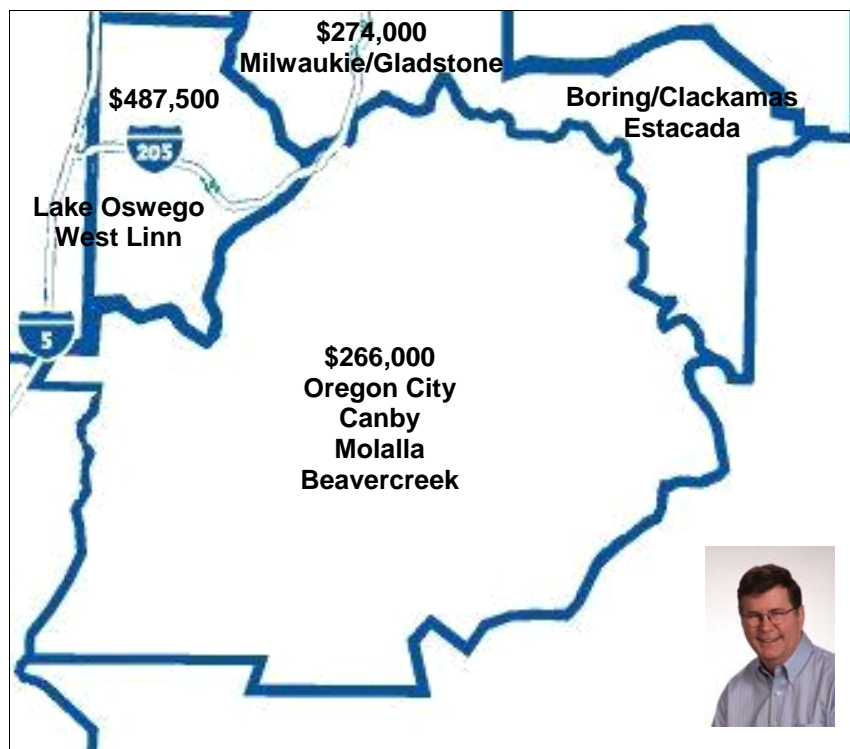 $274,000
Milwaukie/Gladstone
$487,500
Boring/Clackamas
Estacada
205
Lake Oswego
West Linn
5
$266,000
Oregon City
Canby
Molalla
Beavercreek